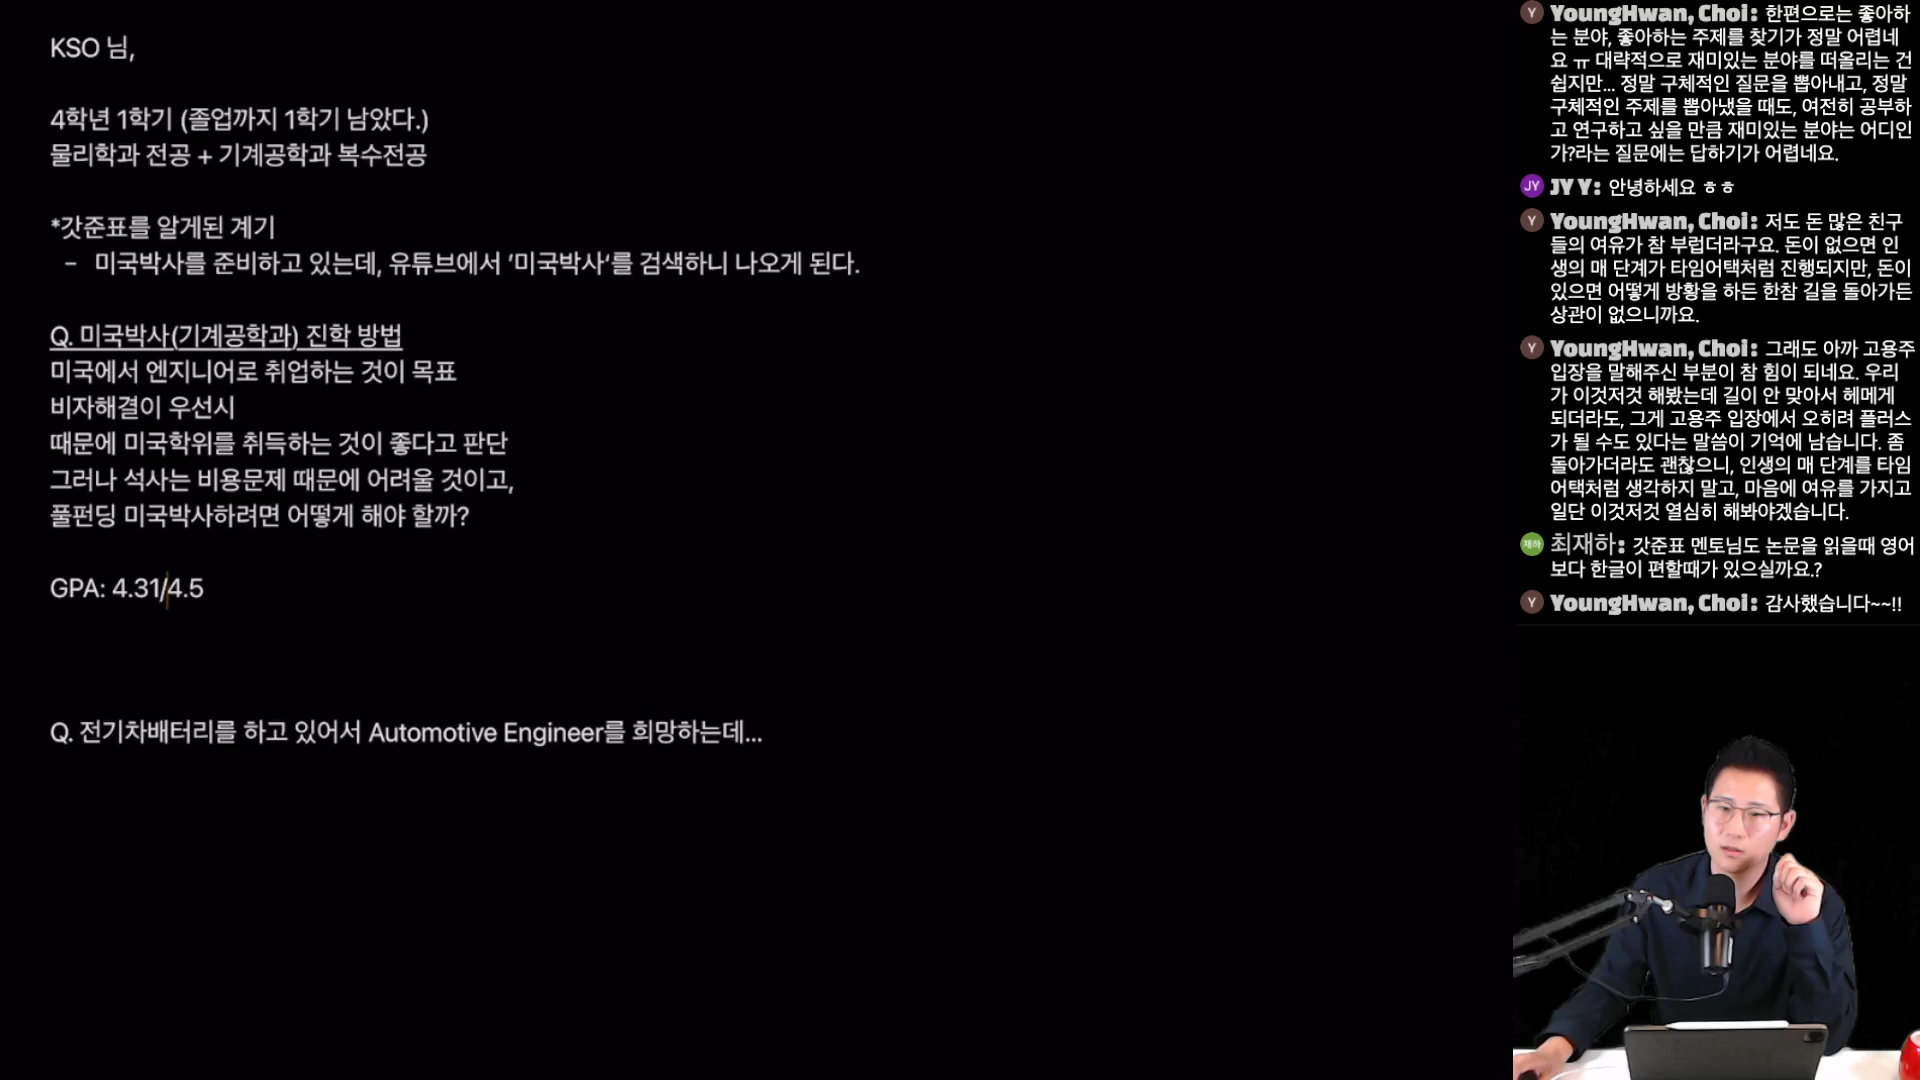 KSO 님,
4학년 1학기 (졸업까지 1학기 남았다.)
물리학과 전공 + 기계공학과 복수전공
*갓준표를 알게된 계기
– 미국박사를 준비하고 있는데, 유튜브에서 ‘미국박사‘를 검색하니 나오게 된다.
Q. 미국박사(기계공학과) 진학 방법
미국에서 엔지니어로 취업하는 것이 목표
비자해결이 우선시
때문에 미국학위를 취득하는 것이 좋다고 판단
그러나 석사는 비용문제 때문에 어려울 것이고,
풀펀딩 미국박사하려면 어떻게 해야 할까?
GPA: 4.31/4.5
Q. 전기차배터리를 하고 있어서 Automotive Engineer를 희망하는데...
Y YoungHwan, Choi: 한편으로는 좋아하
는 분야, 좋아하는 주제를 찾기가 정말 어렵네
요 ㅠ 대략적으로 재미있는 분야를 떠올리는 건
쉽지만... 정말 구체적인 질문을 뽑아내고, 정말
구체적인 주제를 뽑아냈을 때도, 여전히 공부하
고 연구하고 싶을 만큼 재미있는 분야는 어디인
가?라는 질문에는 답하기가 어렵네요.
JY JY Y: 안녕하세요 ㅎㅎ
Y YoungHwan, Choi: 저도 돈 많은 친구
들의 여유가 참 부럽더라구요. 돈이 없으면 인
생의 매 단계가 타임어택처럼 진행되지만, 돈이
있으면 어떻게 방황을 하든 한참 길을 돌아가든
상관이 없으니까요.
Y YoungHwan, Choi: 그래도 아까 고용주
입장을 말해주신 부분이 참 힘이 되네요. 우리
가 이것저것 해봤는데 길이 안 맞아서 헤메게
되더라도, 그게 고용주 입장에서 오히려 플러스
가 될 수도 있다는 말씀이 기억에 남습니다. 좀
돌아가더라도 괜찮으니, 인생의 매 단계를 타임
어택처럼 생각하지 말고, 마음에 여유를 가지고
일단 이것저것 열심히 해봐야겠습니다.
재하 최재하: 갓준표 멘토님도 논문을 읽을때 영어
보다 한글이 편할때가 있으실까요.?
Y YoungHwan, Choi: 감사했습니다~~!!